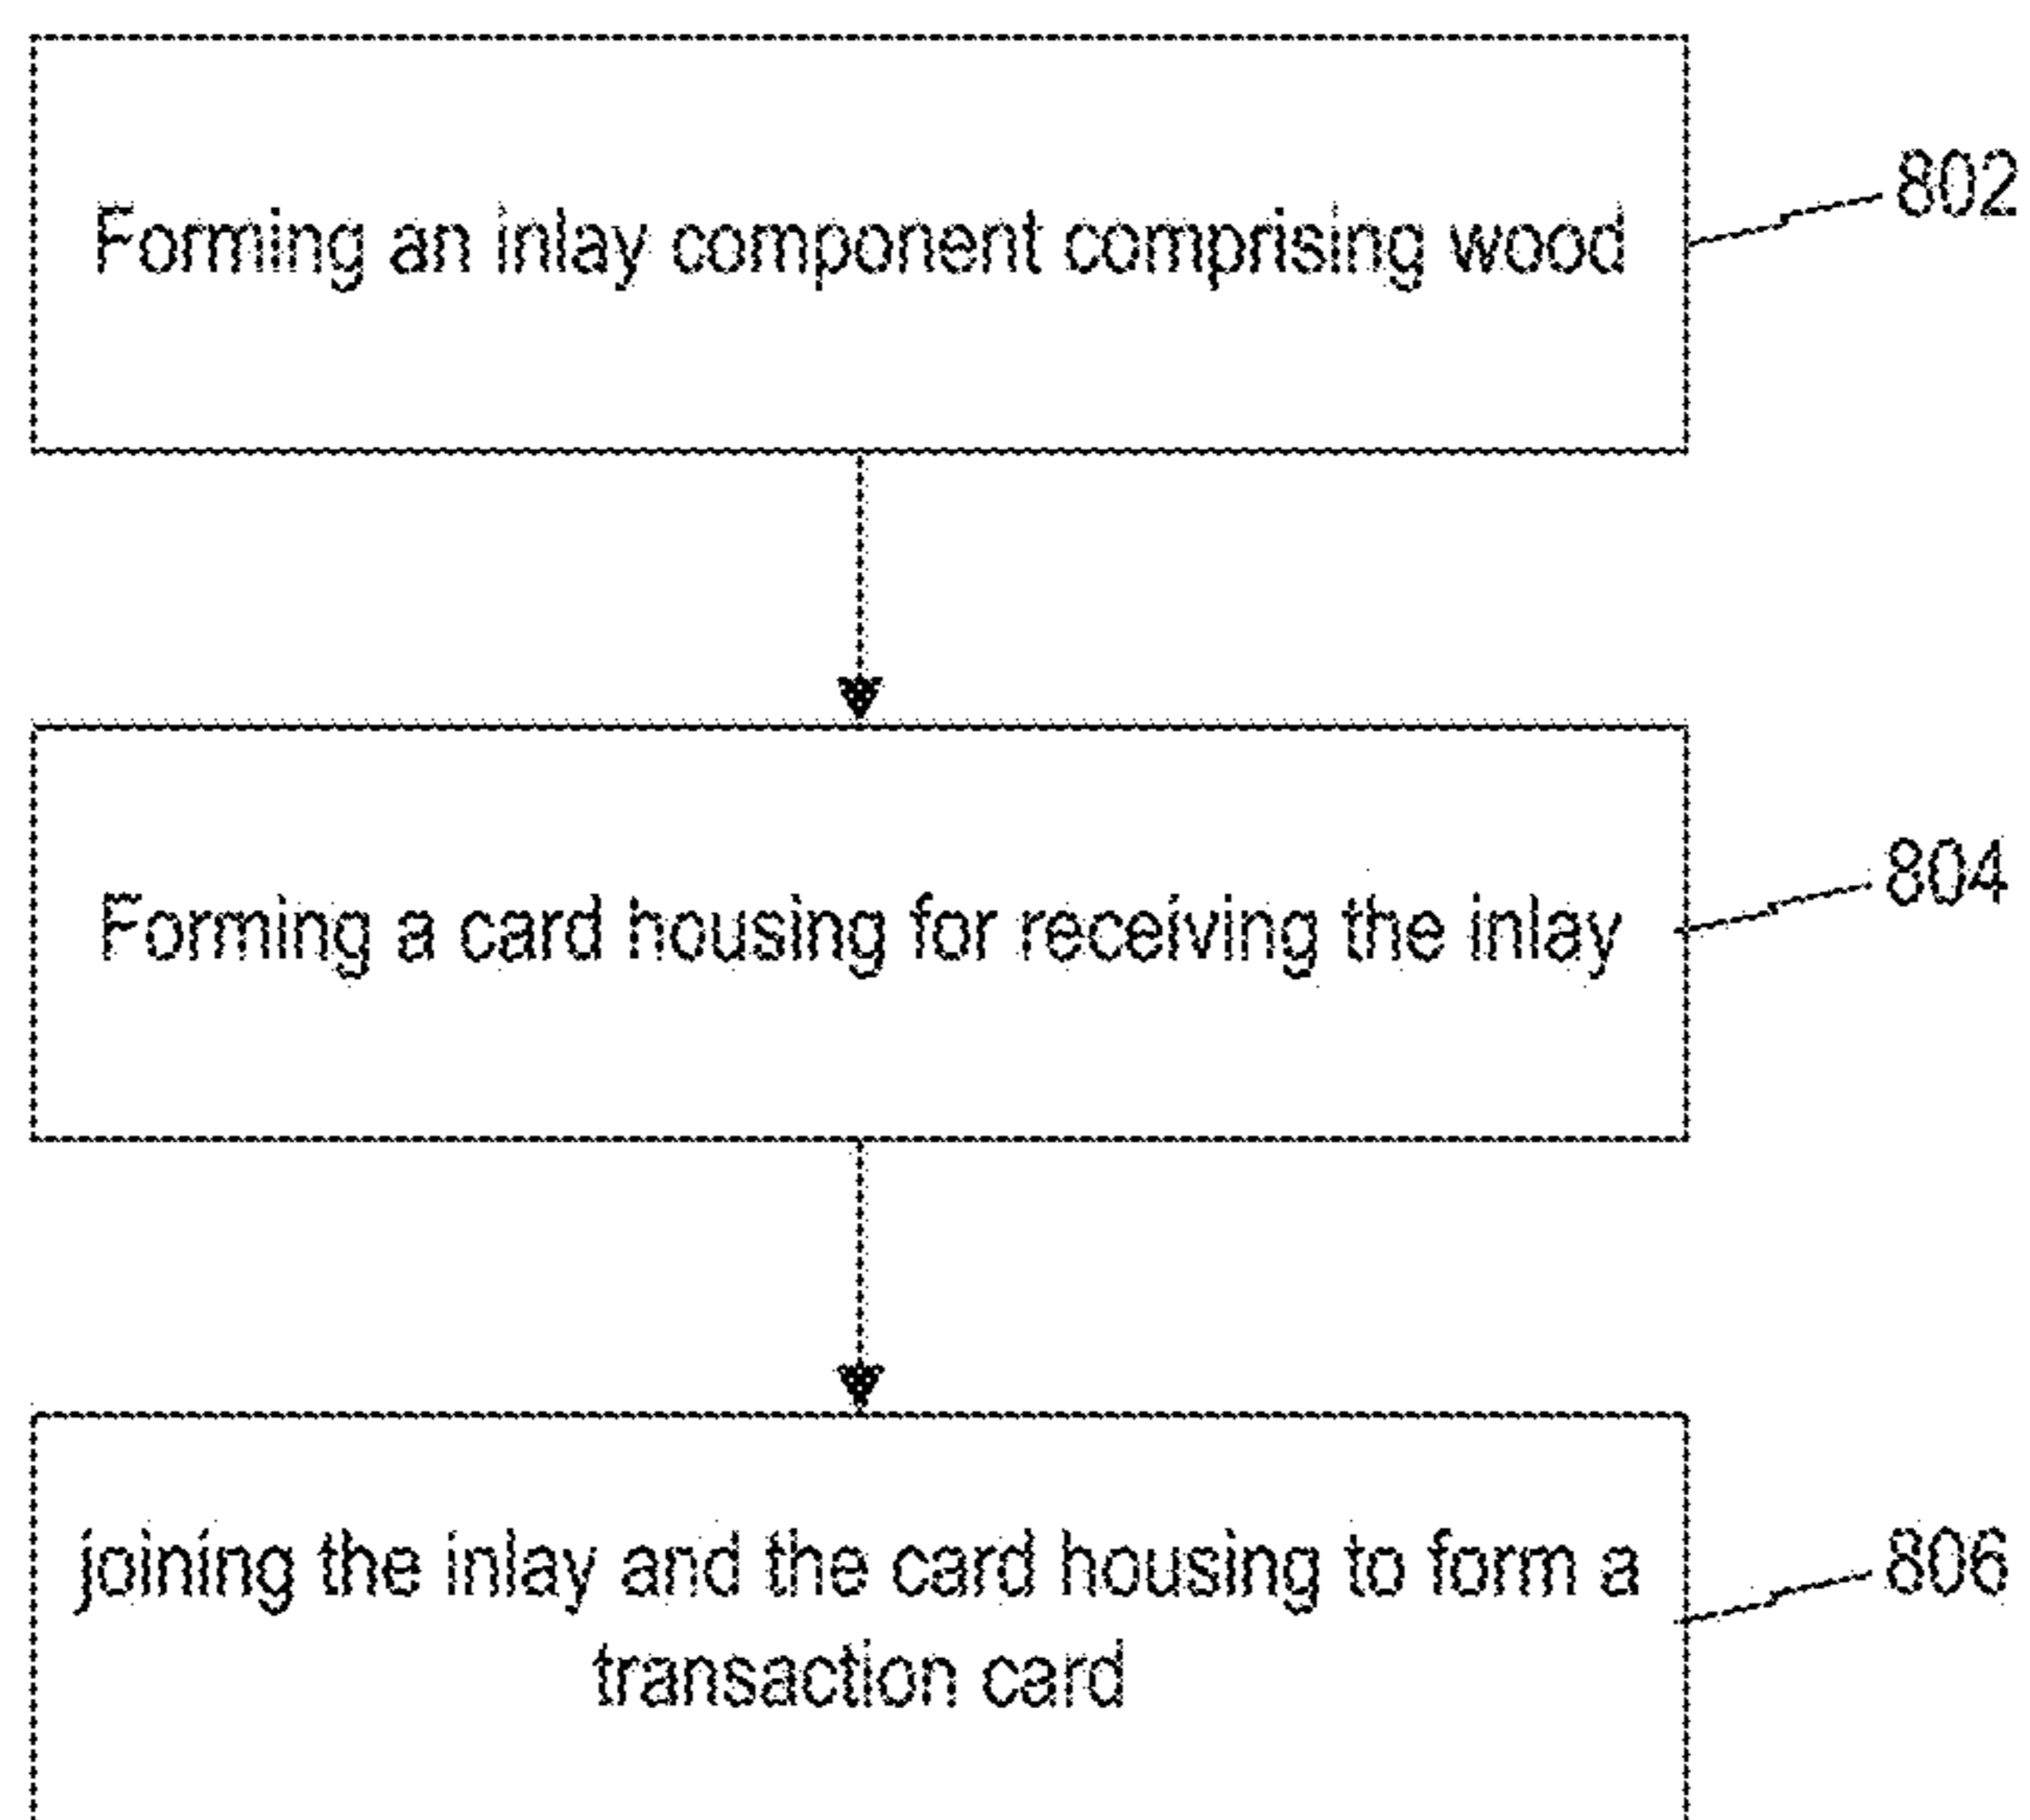 Forming an inlay component comprising wood
802
Forming a card housing for receiving the inlay
804
joining the inlay and the card housing to form a
transaction card
806